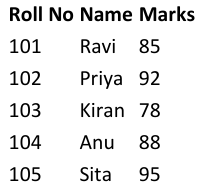 Roll No Name Marks
101 Ravi 85
102 Priya 92
103 Kiran 78
104 Anu 88
105 Sita 95